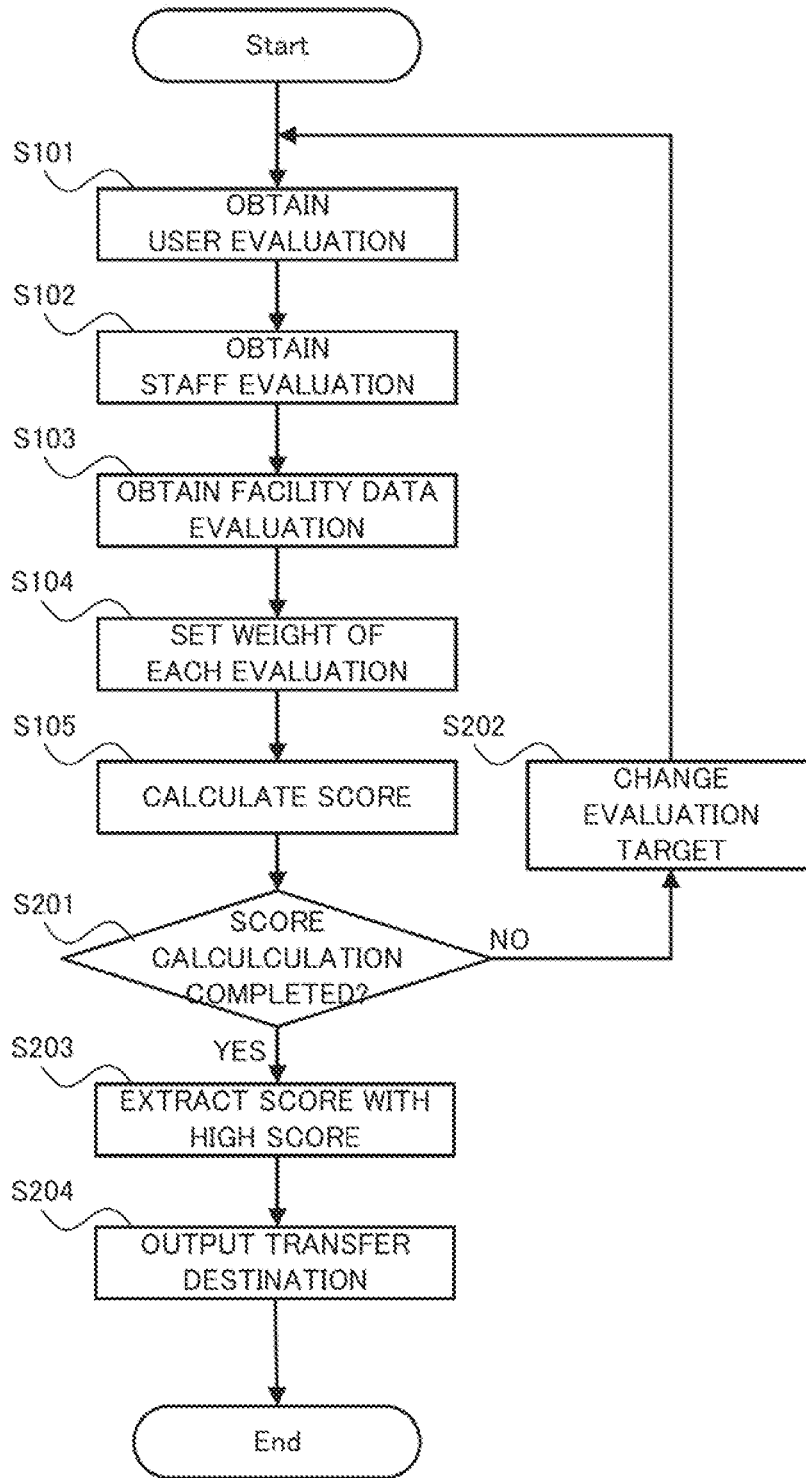 Start
S101
OBTAIN
USER EVALUATION
S102
OBTAIN
STAFF EVALUATION
S103
OBTAIN FACILITY DATA
EVALUATION
S104
SET WEIGHT OF
EACH EVALUATION
S105
CALCULATE SCORE
S202
CHANGE
EVALUATION
TARGET
S201
SCORE
CALCULCULATION
COMPLETED?
NO
YES
S203
EXTRACT SCORE WITH
HIGH SCORE
S204
OUTPUT TRANSFER
DESTINATION
End